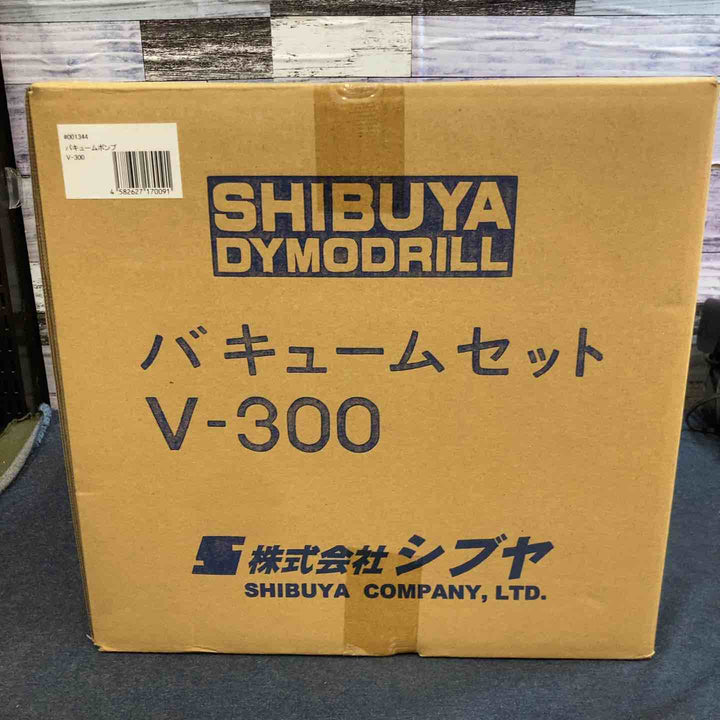 #001344
バキュームポンプ
V-300
4 582627 170091
SHIBUYA
DYMODRILL
バキュームセット
V-300
株式会社シブヤ
SHIBUYA COMPANY, LTD.